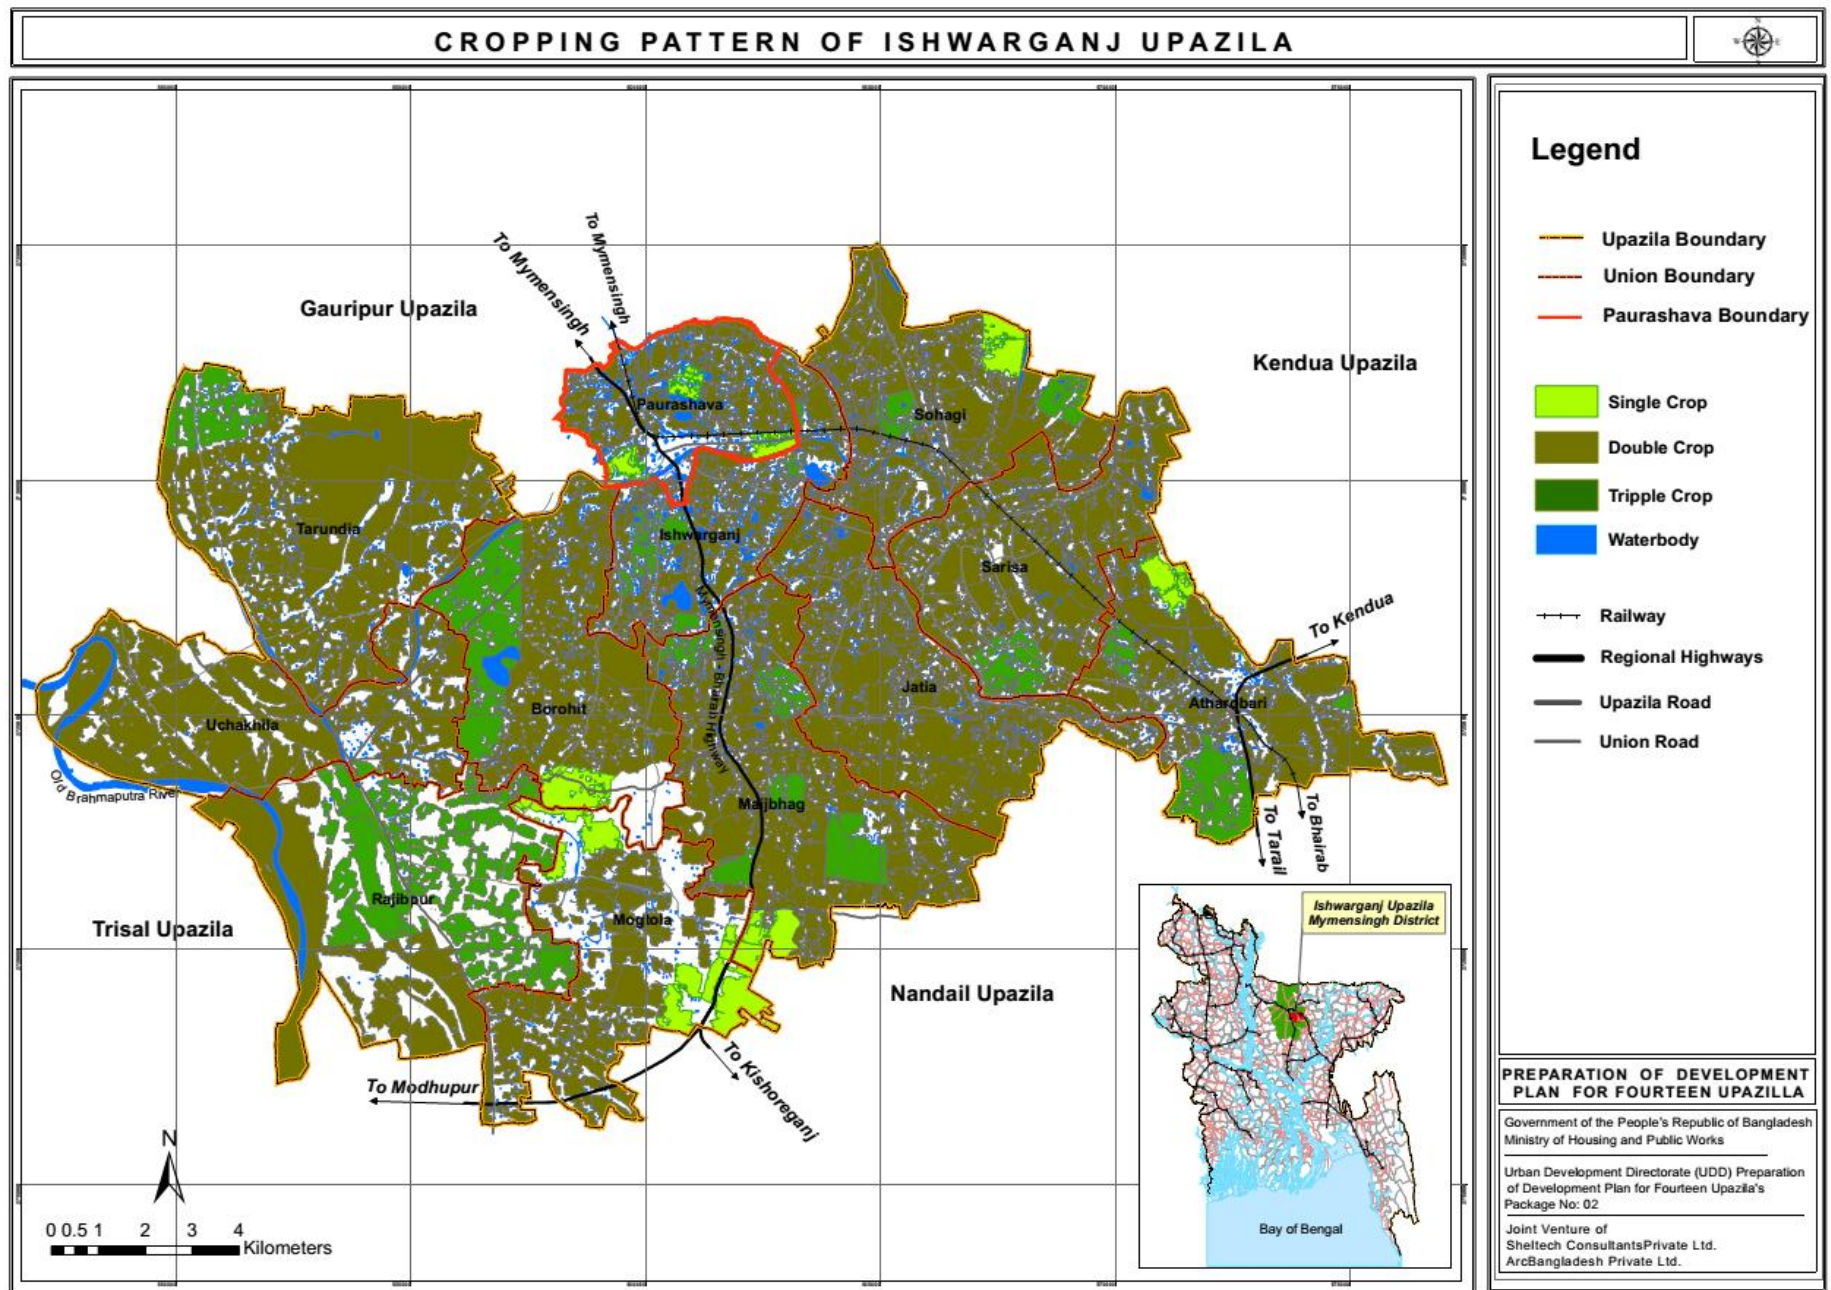 CROPPING PATTERN OF ISHWARGANJ UPAZILA
N
W
E
To Mymensingh
To Mymensingh
Gauripur Upazila
Kendua Upazila
Paurashava
Sohagi
Tarundia
Ishwarganj
Sarisa
Mymensingh - Bhairab Highway
To Kendua
Jatia
Atharobari
Uchakhila
Borohit
Old Brahmaputra River
Maijbhag
To Tarail
To Bhairab
Rajibpur
Trisal Upazila
Mogtola
Nandail Upazila
To Kishoreganj
To Modhupur
N
0 0.5 1 2 3 4
Kilometers
Ishwarganj Upazila
Mymensingh District
Bay of Bengal
Legend
Upazila Boundary
Union Boundary
Paurashava Boundary
Single Crop
Double Crop
Tripple Crop
Waterbody
Railway
Regional Highways
Upazila Road
Union Road
PREPARATION OF DEVELOPMENT
PLAN FOR FOURTEEN UPAZILLA
Government of the People's Republic of Bangladesh
Ministry of Housing and Public Works
Urban Development Directorate (UDD) Preparation
of Development Plan for Fourteen Upazila's
Package No: 02
Joint Venture of
Sheltech ConsultantsPrivate Ltd.
ArcBangladesh Private Ltd.